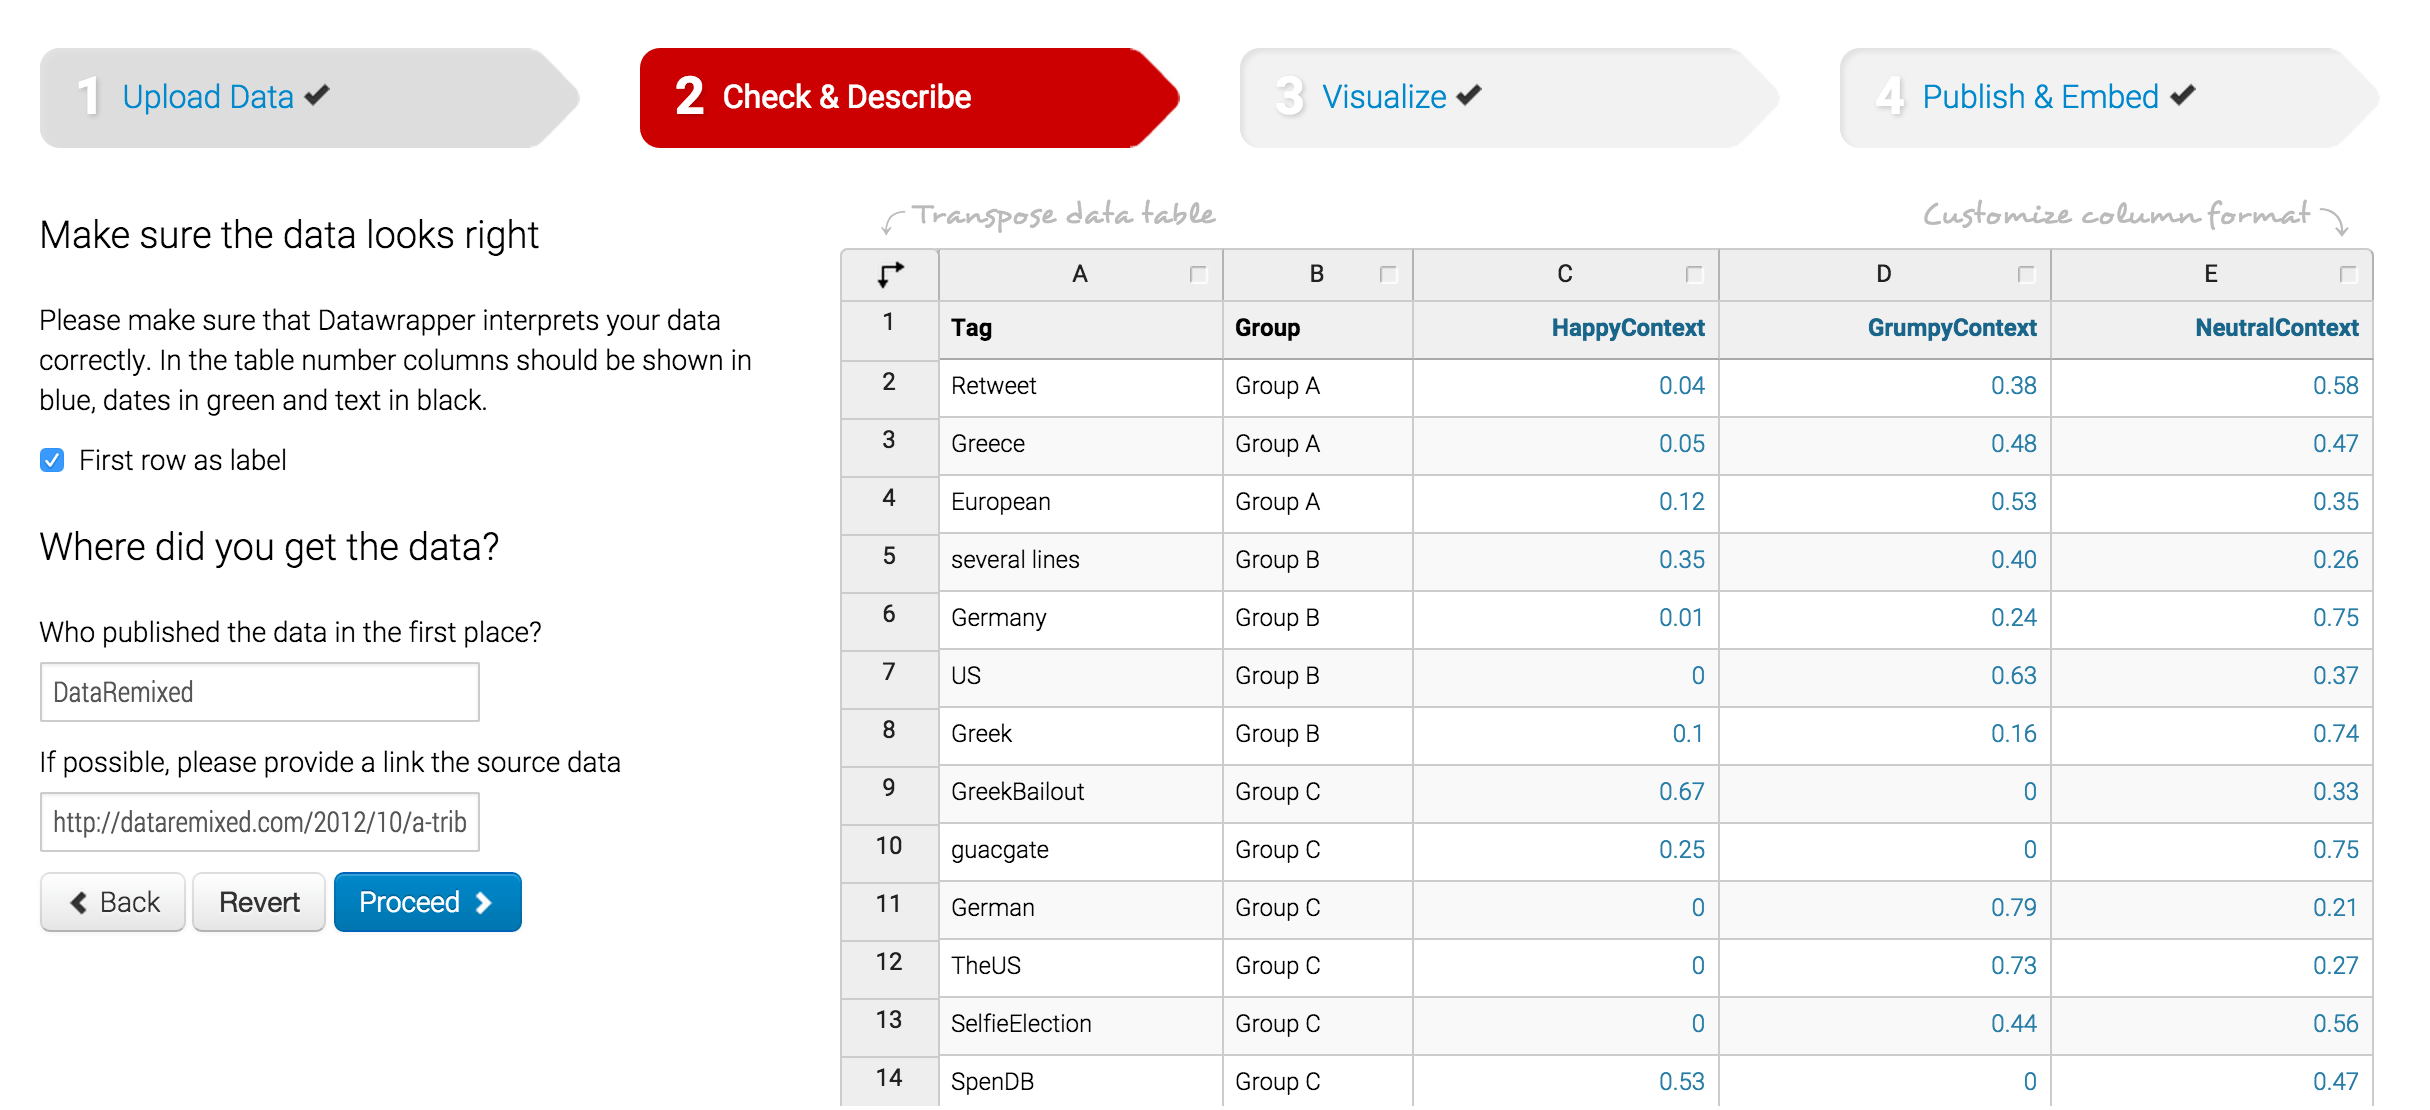 1 Upload Data ✔
2 Check & Describe
3 Visualize ✔
4 Publish & Embed ✔
Make sure the data looks right
Please make sure that Datawrapper interprets your data
correctly. In the table number columns should be shown in
blue, dates in green and text in black.
First row as label
Where did you get the data?
Who published the data in the first place?
DataRemixed
If possible, please provide a link the source data
http://dataremixed.com/2012/10/a-trib
Back Revert Proceed
Transpose data table Customize column format
A B C D E
1 Tag Group HappyContext GrumpyContext NeutralContext
2 Retweet Group A 0.04 0.38 0.58
3 Greece Group A 0.05 0.48 0.47
4 European Group A 0.12 0.53 0.35
5 several lines Group B 0.35 0.40 0.26
6 Germany Group B 0.01 0.24 0.75
7 US Group B 0 0.63 0.37
8 Greek Group B 0.1 0.16 0.74
9 GreekBailout Group C 0.67 0 0.33
10 guacgate Group C 0.25 0 0.75
11 German Group C 0 0.79 0.21
12 TheUS Group C 0 0.73 0.27
13 SelfieElection Group C 0 0.44 0.56
14 SpenDB Group C 0.53 0 0.47